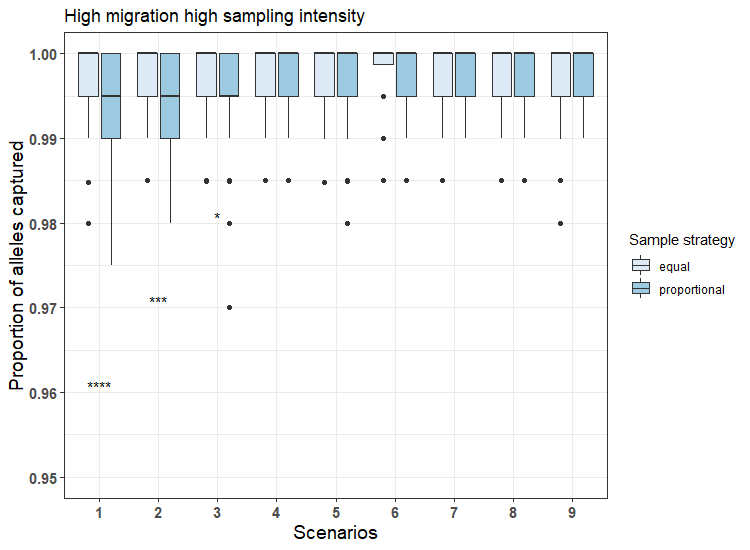 High migration high sampling intensity
Proportion of alleles captured
1.00
0.99
0.98
0.97
0.96
0.95
*
***
****
1 2 3 4 5 6 7 8 9
Scenarios
Sample strategy
equal
proportional